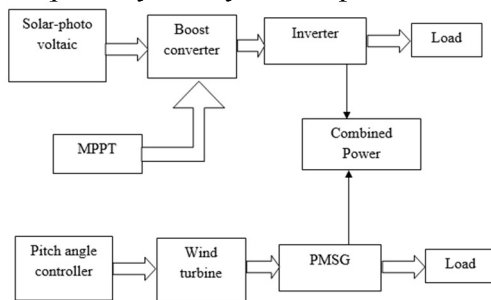 Solar-photo
voltaic
Boost
converter
Inverter
Load
MPPT
Combined
Power
Pitch angle
controller
Wind
turbine
PMSG
Load